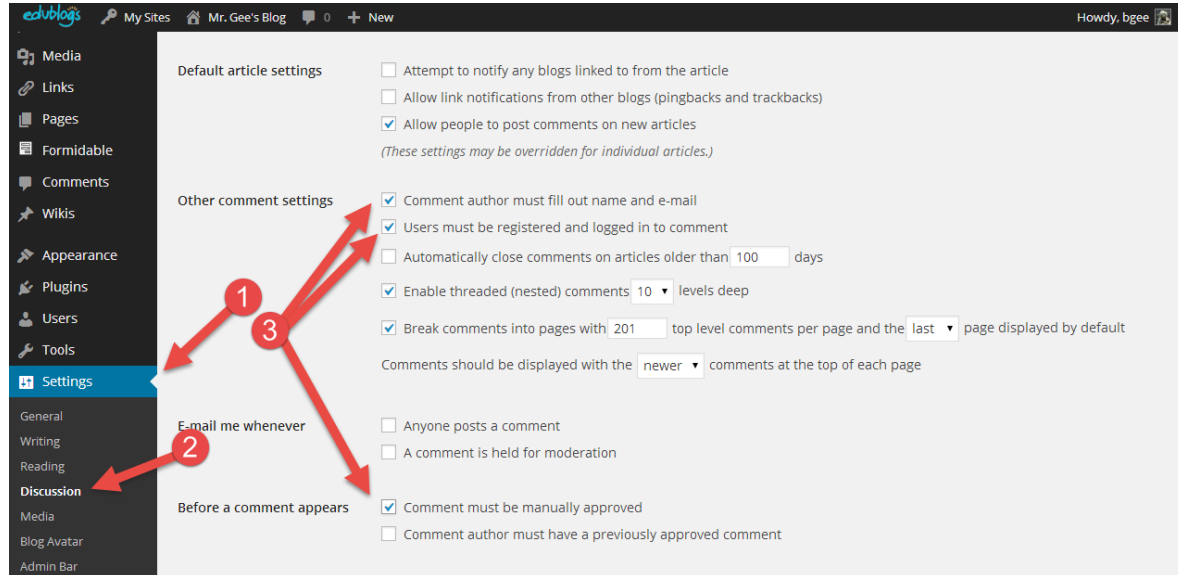 edublogs My Sites Mr. Gee's Blog 0 + New Howdy, bgee
Media
Links
Pages
Formidable
Comments
Wikis
Appearance
Plugins
Users
Tools
Settings
General
Writing
Reading
Discussion
Media
Blog Avatar
Admin Bar
1
2
3
Default article settings
Attempt to notify any blogs linked to from the article
Allow link notifications from other blogs (pingbacks and trackbacks)
Allow people to post comments on new articles
(These settings may be overridden for individual articles.)
Other comment settings
Comment author must fill out name and e-mail
Users must be registered and logged in to comment
Automatically close comments on articles older than 100 days
Enable threaded (nested) comments 10 levels deep
Break comments into pages with 201 top level comments per page and the last page displayed by default
Comments should be displayed with the newer comments at the top of each page
E-mail me whenever
Anyone posts a comment
A comment is held for moderation
Before a comment appears
Comment must be manually approved
Comment author must have a previously approved comment